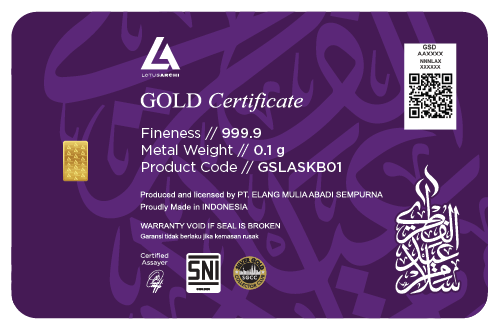 LOTUSARCHI
GOLD Certificate
GSD
AAXXXX
NNNLAX
XXXXXX
Fineness // 999.9
Metal Weight // 0.1 g
Product Code // GSLASKB01
Produced and licensed by PT. ELANG MULIA ABADI SEMPURNA
Proudly Made in INDONESIA
WARRANTY VOID IF SEAL IS BROKEN
Garansi tidak berlaku jika kemasan rusak
Certified
Assayer
SNI
SGCC